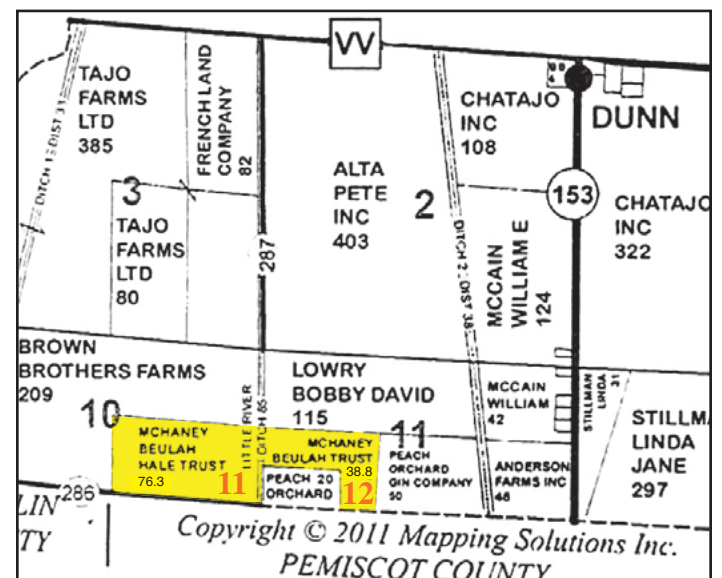 VV
TAJO
FARMS
LTD
385
FRENCH LAND
COMPANY
82
DITCH 13 DIST 31
3
TAJO
FARMS
LTD
80
287
ALTA
PETE
INC
403
2
CHATAJO
INC
108
DUNN
153
CHATAJO
INC
322
MCCAIN
WILLIAM E
124
DITCH 2 DIST 38
BROWN
BROTHERS FARMS
209
LOWRY
BOBBY DAVID
115
MCCAIN
WILLIAM
42
STILLMAN
LINDA
31
STILLMA
LINDA
JANE
297
10
11
LITTLE RIVER
DITCH 85
MCHANEY
BEULAH
HALE TRUST
76.3
11
MCHANEY
BEULAH TRUST
38.8
PEACH 20
ORCHARD
12
PEACH
ORCHARD
GIN COMPANY
50
ANDERSON
FARMS INC
46
286
LIN
TY
Copyright © 2011 Mapping Solutions Inc.
PEMISCOT COUNTY